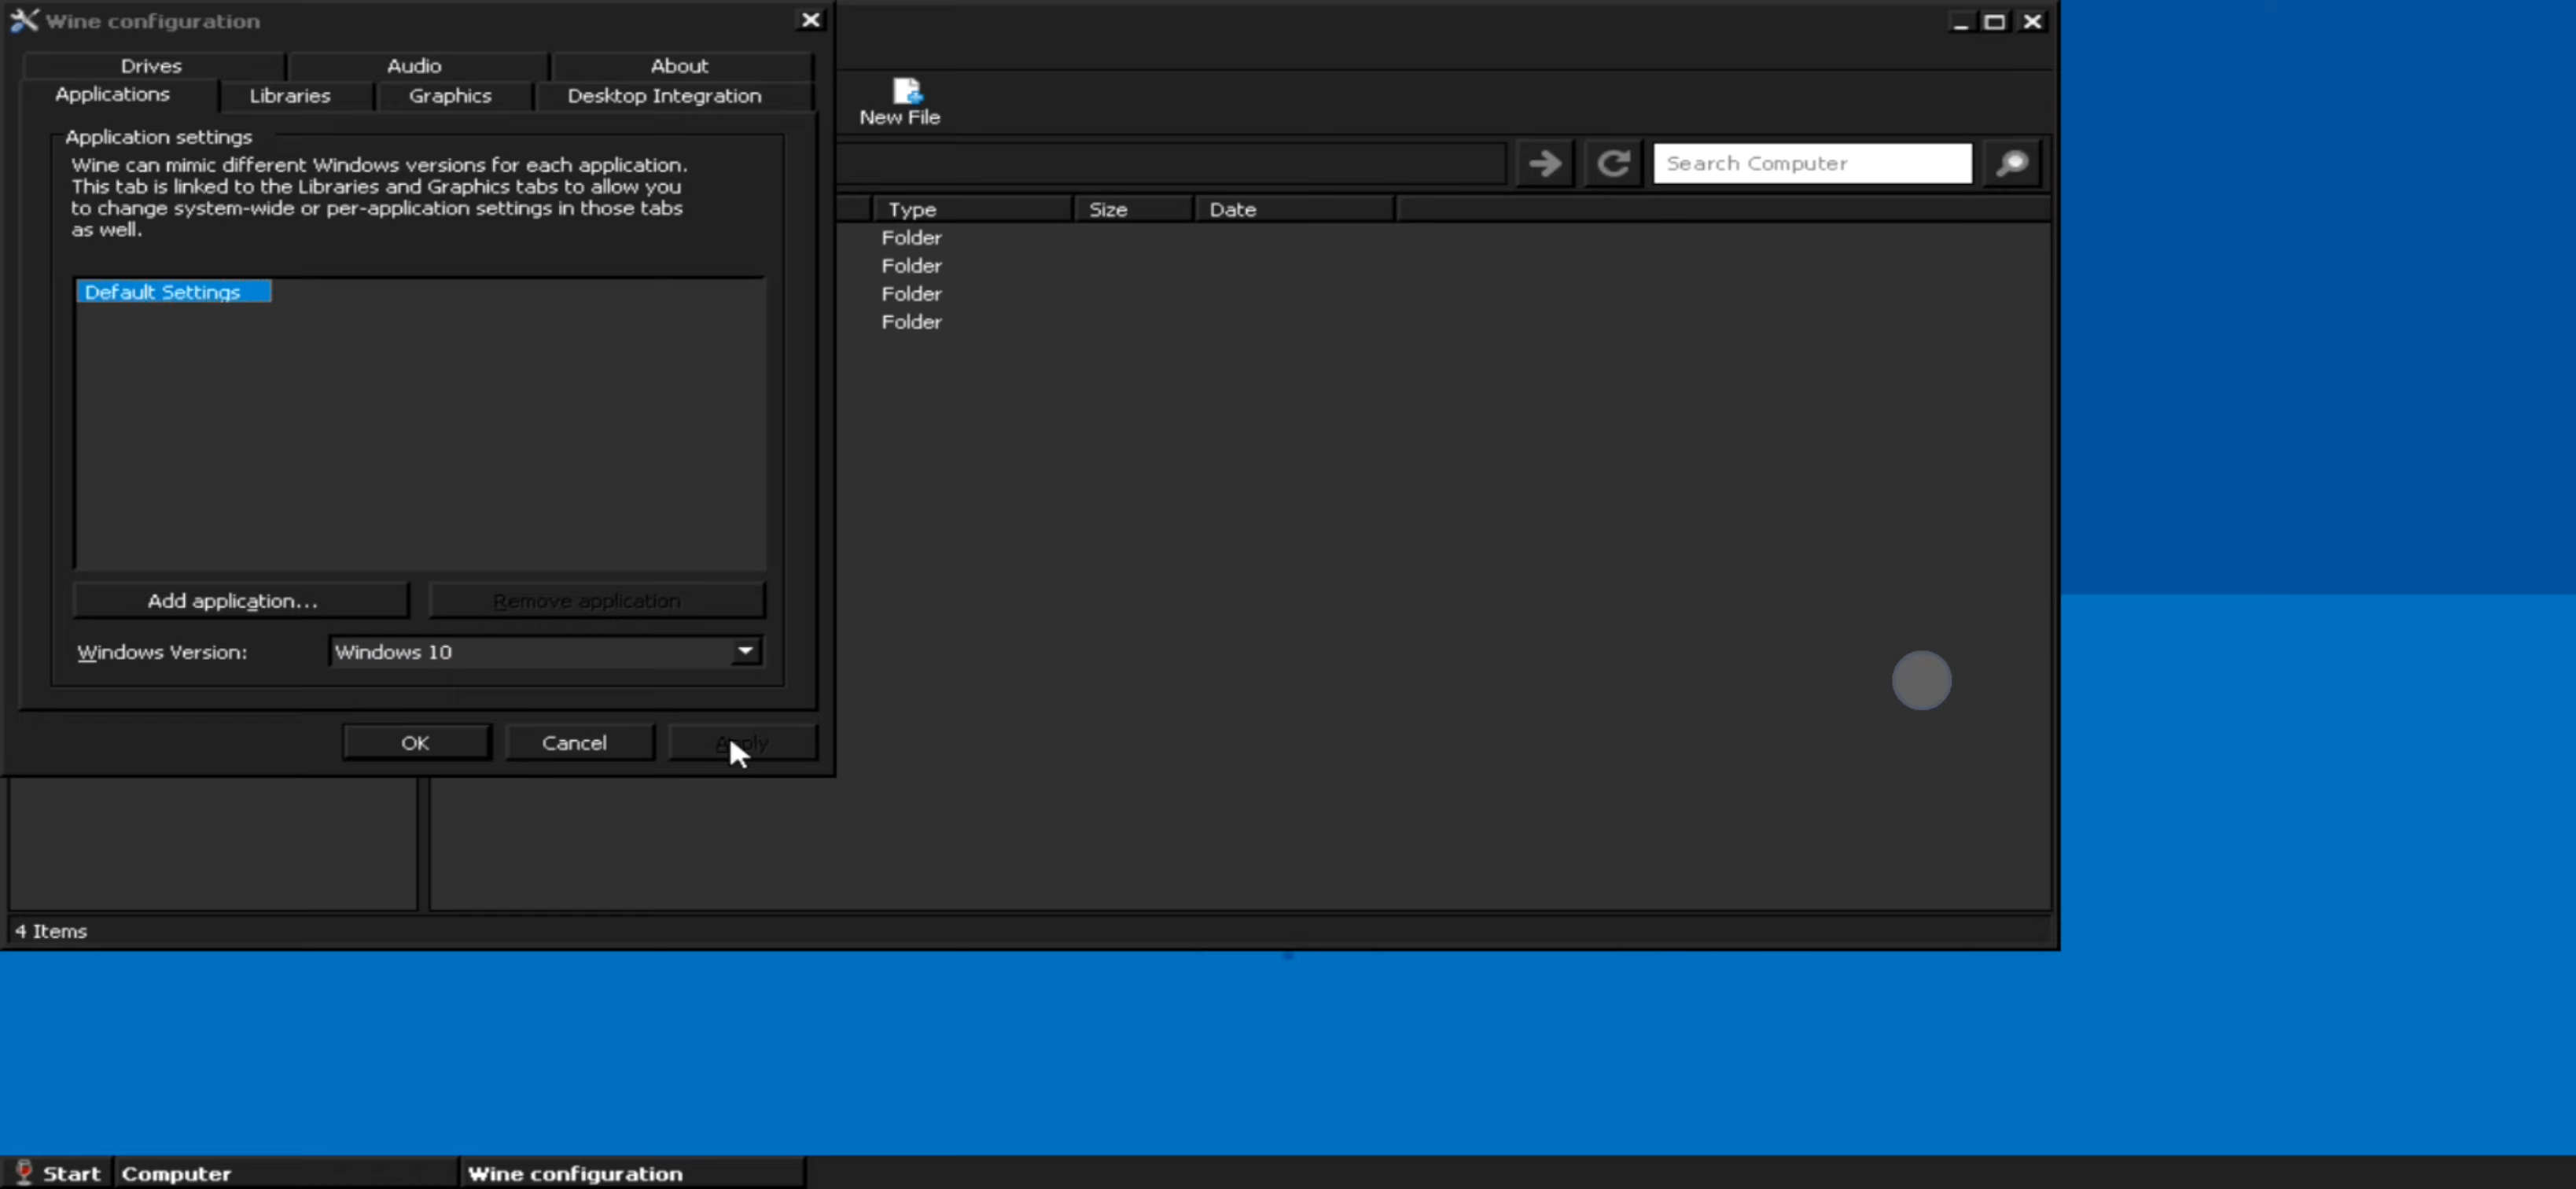 Wine configuration
Drives
Audio
About
Applications
Libraries
Graphics
Desktop Integration
Application settings
Wine can mimic different Windows versions for each application.
This tab is linked to the Libraries and Graphics tabs to allow you
to change system-wide or per-application settings in those tabs
as well.
Default Settings
Add application...
Remove application
Windows Version:
Windows 10
OK
Cancel
Apply
New File
Search Computer
Type
Size
Date
Folder
Folder
Folder
Folder
4 Items
Start
Computer
Wine configuration